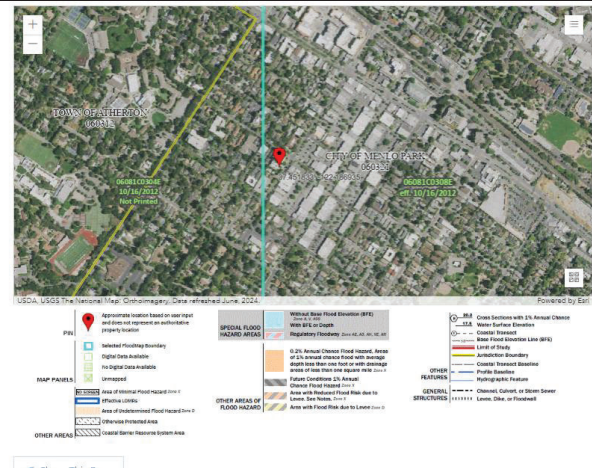 +
−
TOWN OF ATHERTON
CITY OF MENLO PARK
06081C0304E
10/16/2012
Not Printed
06081C0308E
eff. 10/16/2012
USDA, USGS The National Map: Orthoimagery. Data refreshed June, 2024.
Powered by Esri
PIN
Approximate location based on user input
and does not represent an authoritative
property location
MAP PANELS
Selected FloodMap Boundary
Digital Data Available
No Digital Data Available
Unmapped
OTHER AREAS
Area of Minimal Flood Hazard Zone X
Effective LOMRs
Area of Undetermined Flood Hazard Zone D
Otherwise Protected Area
Coastal Barrier Resource System Area
SPECIAL FLOOD
HAZARD AREAS
Without Base Flood Elevation (BFE)
Zone A, V, A99
With BFE or Depth
Regulatory Floodway Zone AE, AO, AH, VE, AR
OTHER AREAS OF
FLOOD HAZARD
0.2% Annual Chance Flood Hazard, Areas
of 1% annual chance flood with average
depth less than one foot or with drainage
areas of less than one square mile Zone X
Future Conditions 1% Annual
Chance Flood Hazard Zone X
Area with Reduced Flood Risk due to
Levee. See Notes. Zone X
Area with Flood Risk due to Levee Zone D
OTHER
FEATURES
Cross Sections with 1% Annual Chance
17.5 Water Surface Elevation
Coastal Transect
Base Flood Elevation Line (BFE)
Limit of Study
Jurisdiction Boundary
Coastal Transect Baseline
Profile Baseline
Hydrographic Feature
GENERAL
STRUCTURES
Channel, Culvert, or Storm Sewer
Levee, Dike, or Floodwall